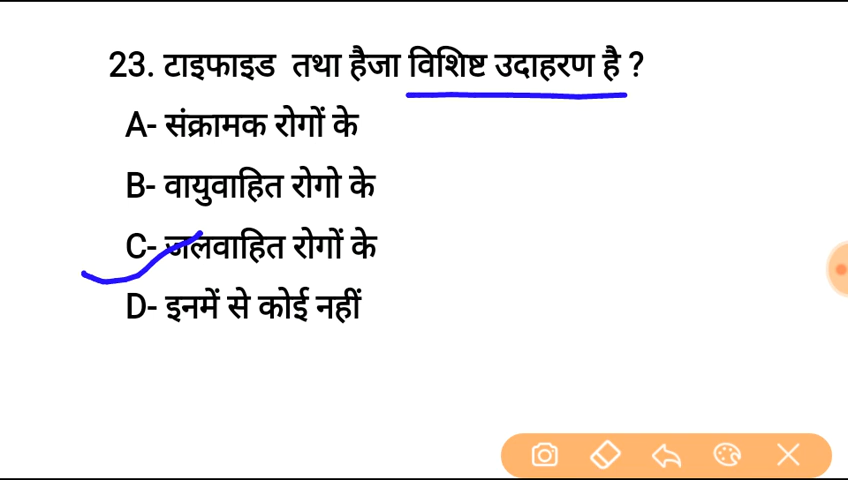 23. टाइफाइड तथा हैजा विशिष्ट उदाहरण है ?
A- संक्रामक रोगों के
B- वायुवाहित रोगो के
C- जलवाहित रोगों के
D- इनमें से कोई नहीं